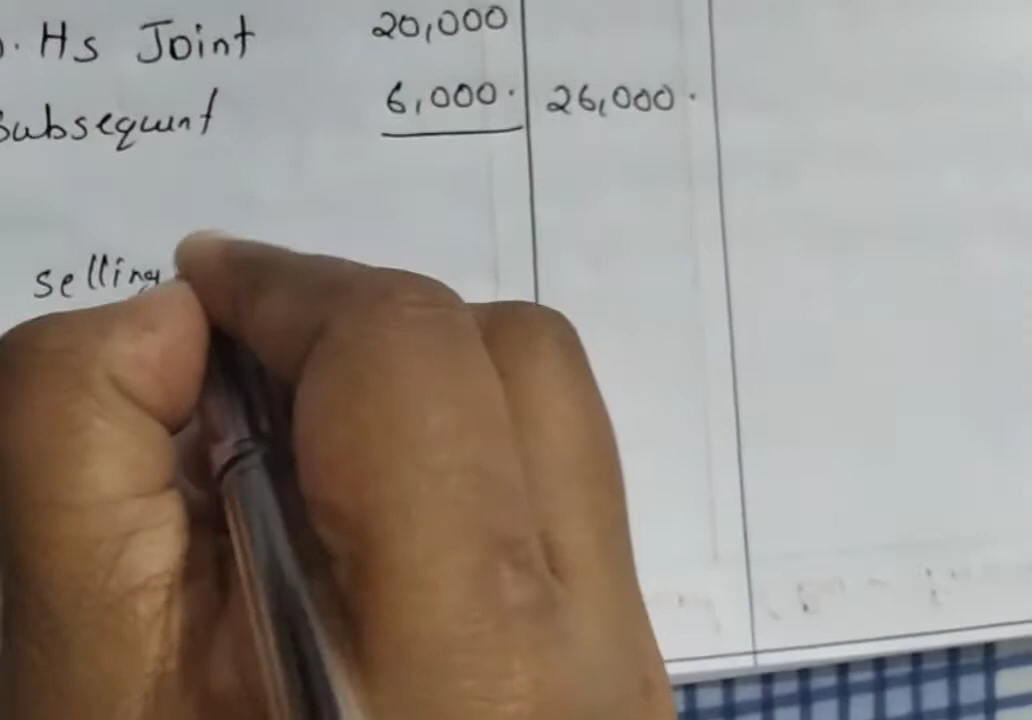 . Hs Joint 20,000
Subsequent 6,000. 26,000.
selling